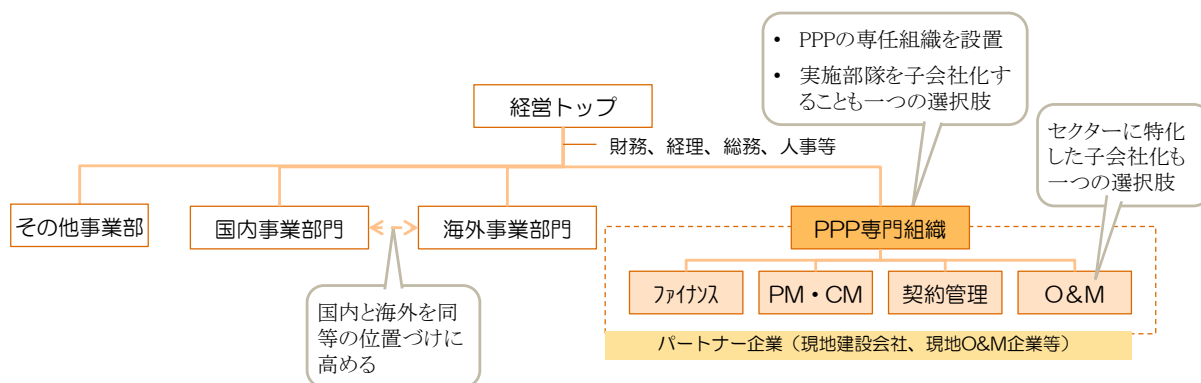 • PPPの専任組織を設置
• 実施部隊を子会社化す
ることも一つの選択肢
経営トップ
財務、経理、総務、人事等
セクターに特化
した子会社化も
一つの選択肢
その他事業部
国内事業部門
海外事業部門
PPP専門組織
ファイナンス
PM・CM
契約管理
O&M
国内と海外を同
等の位置づけに
高める
パートナー企業（現地建設会社、現地O&M企業等）